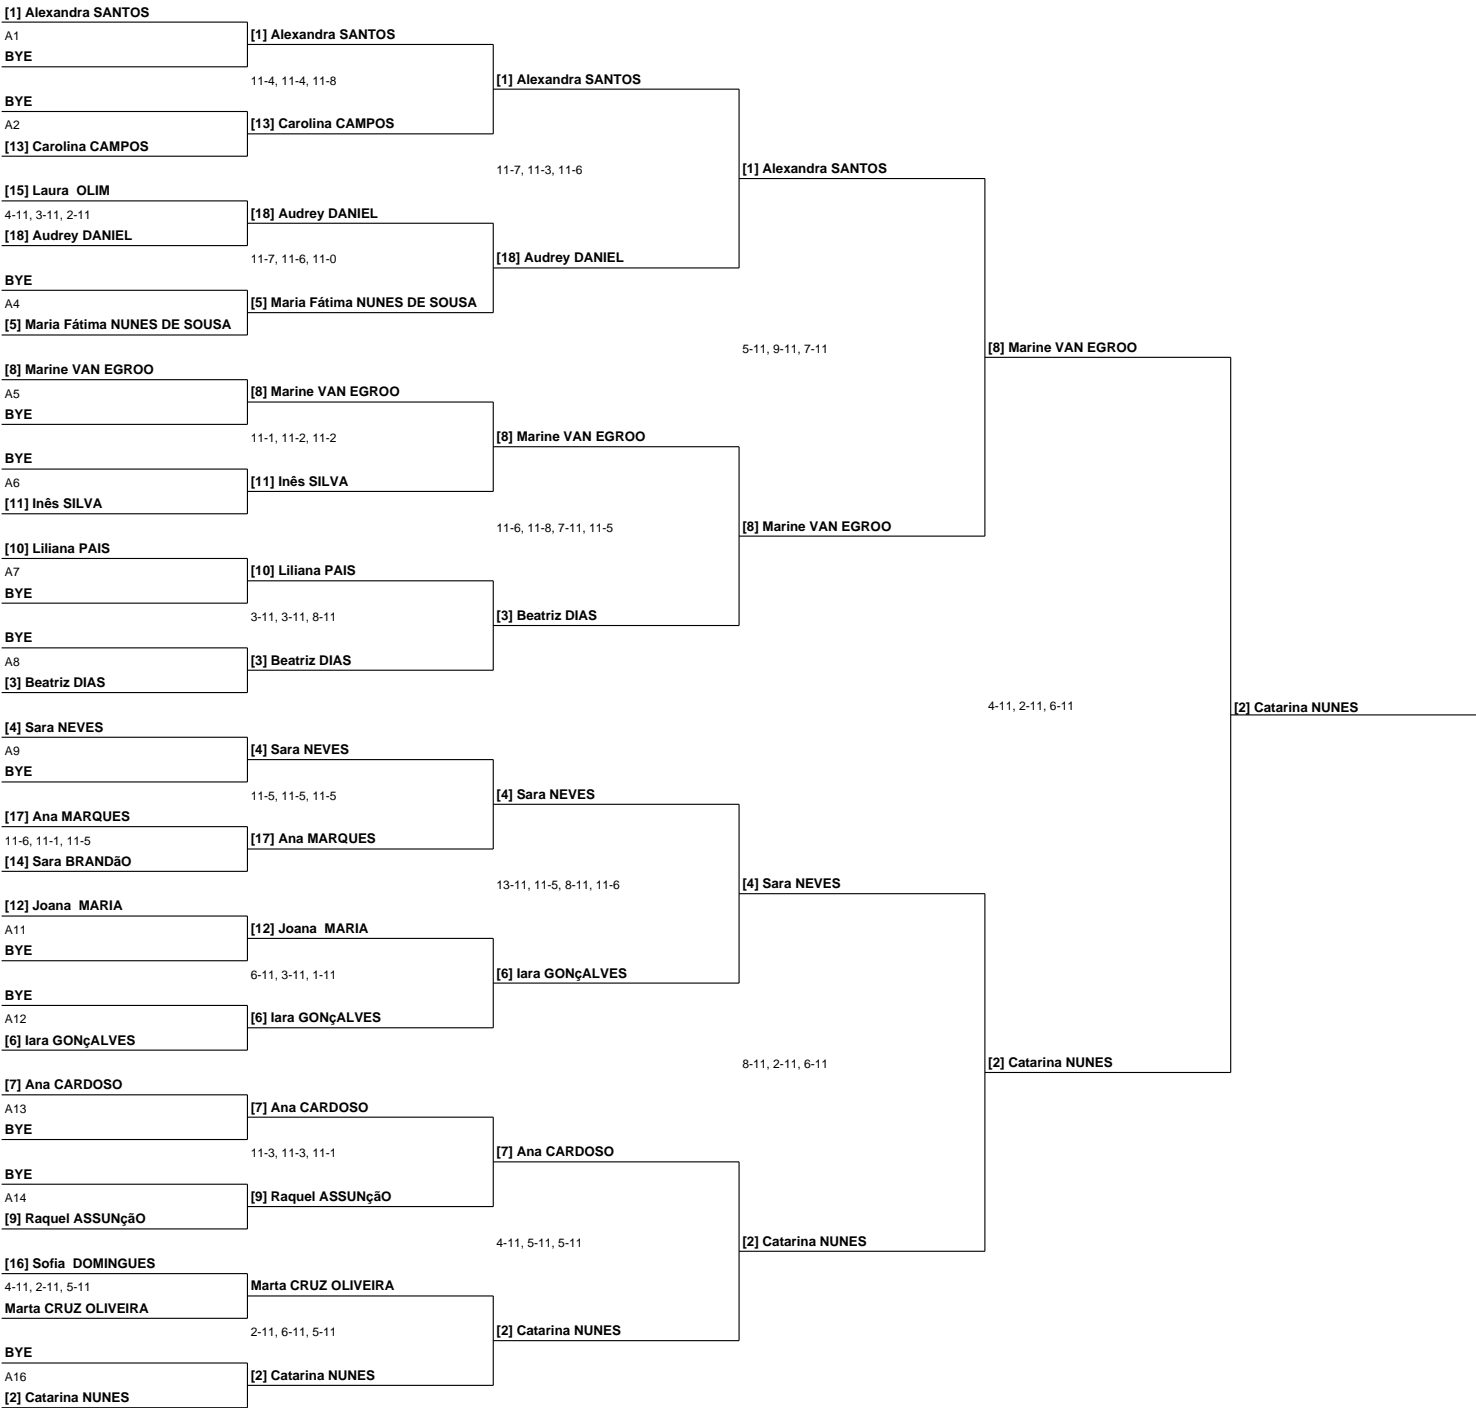 [1] Alexandra SANTOS
A1
BYE
BYE
A2
[13] Carolina CAMPOS
[15] Laura  OLIM
4-11, 3-11, 2-11
[18] Audrey DANIEL
BYE
A4
[5] Maria Fátima NUNES DE SOUSA
[8] Marine VAN EGROO
A5
BYE
BYE
A6
[11] Inês SILVA
[10] Liliana PAIS
A7
BYE
BYE
A8
[3] Beatriz DIAS
[4] Sara NEVES
A9
BYE
[17] Ana MARQUES
11-6, 11-1, 11-5
[14] Sara BRANDãO
[12] Joana  MARIA
A11
BYE
BYE
A12
[6] Iara GONçALVES
[7] Ana CARDOSO
A13
BYE
BYE
A14
[9] Raquel ASSUNçãO
[16] Sofia  DOMINGUES
4-11, 2-11, 5-11
Marta CRUZ OLIVEIRA
BYE
A16
[2] Catarina NUNES
[1] Alexandra SANTOS
11-4, 11-4, 11-8
[13] Carolina CAMPOS
[18] Audrey DANIEL
11-7, 11-6, 11-0
[5] Maria Fátima NUNES DE SOUSA
[8] Marine VAN EGROO
11-1, 11-2, 11-2
[11] Inês SILVA
[10] Liliana PAIS
3-11, 3-11, 8-11
[3] Beatriz DIAS
[4] Sara NEVES
11-5, 11-5, 11-5
[17] Ana MARQUES
[12] Joana  MARIA
6-11, 3-11, 1-11
[6] Iara GONçALVES
[7] Ana CARDOSO
11-3, 11-3, 11-1
[9] Raquel ASSUNçãO
Marta CRUZ OLIVEIRA
2-11, 6-11, 5-11
[2] Catarina NUNES
[1] Alexandra SANTOS
11-7, 11-3, 11-6
[18] Audrey DANIEL
[8] Marine VAN EGROO
11-6, 11-8, 7-11, 11-5
[3] Beatriz DIAS
[4] Sara NEVES
13-11, 11-5, 8-11, 11-6
[6] Iara GONçALVES
[7] Ana CARDOSO
4-11, 5-11, 5-11
[2] Catarina NUNES
[1] Alexandra SANTOS
5-11, 9-11, 7-11
[8] Marine VAN EGROO
[4] Sara NEVES
8-11, 2-11, 6-11
[2] Catarina NUNES
[8] Marine VAN EGROO
4-11, 2-11, 6-11
[2] Catarina NUNES
[2] Catarina NUNES